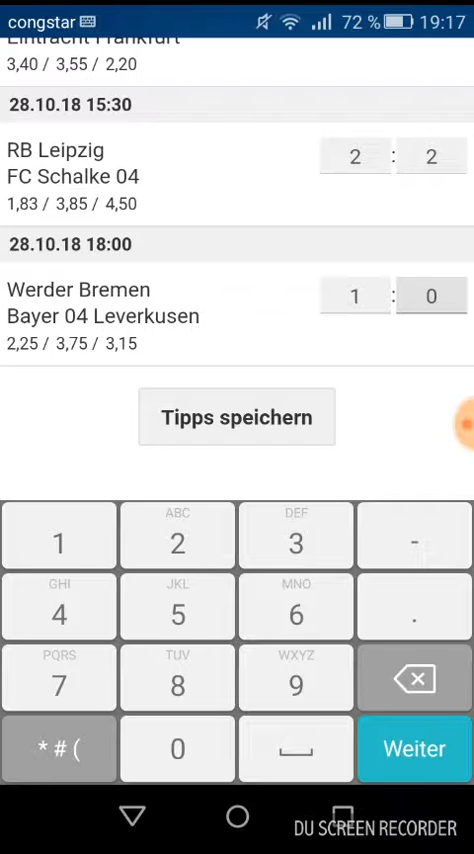 congstar 72 % 19:17
Eintracht Frankfurt
3,40 / 3,55 / 2,20
28.10.18 15:30
RB Leipzig
FC Schalke 04
2 : 2
1,83 / 3,85 / 4,50
28.10.18 18:00
Werder Bremen
Bayer 04 Leverkusen
1 : 0
2,25 / 3,75 / 3,15
Tipps speichern
1 ABC 2 DEF 3 -
GHI 4 JKL 5 MNO 6 .
PQRS 7 TUV 8 WXYZ 9
* # ( 0 Weiter
DU SCREEN RECORDER